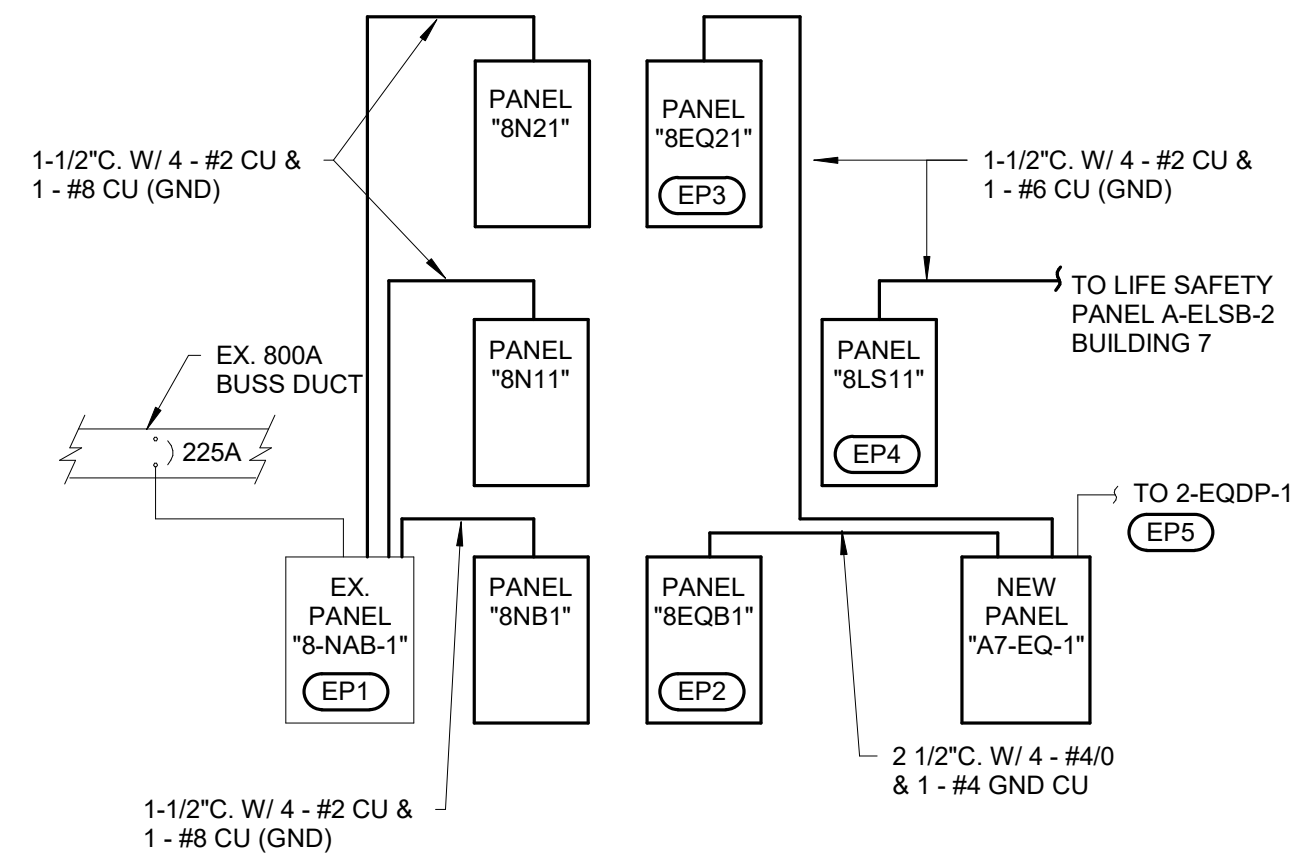 PANEL
"8N21"
PANEL
"8EQ21"
EP3
1-1/2"C. W/ 4 - #2 CU &
1 - #8 CU (GND)
1-1/2"C. W/ 4 - #2 CU &
1 - #6 CU (GND)
TO LIFE SAFETY
PANEL A-ELSB-2
BUILDING 7
EX. 800A
BUSS DUCT
225A
PANEL
"8N11"
PANEL
"8LS11"
EP4
TO 2-EQDP-1
EP5
EX.
PANEL
"8-NAB-1"
EP1
PANEL
"8NB1"
PANEL
"8EQB1"
EP2
NEW
PANEL
"A7-EQ-1"
1-1/2"C. W/ 4 - #2 CU &
1 - #8 CU (GND)
2 1/2"C. W/ 4 - #4/0
& 1 - #4 GND CU